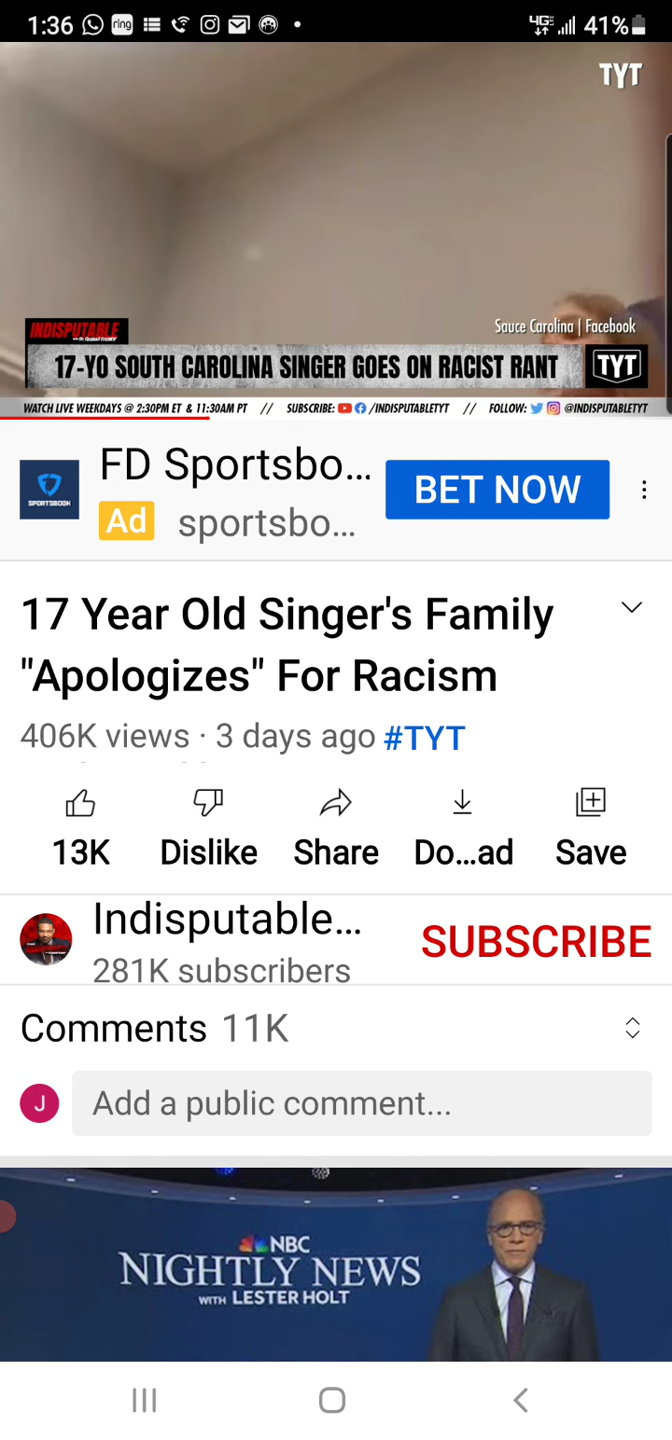 1:36 ring 4GE 41%
TYT
Sauce Carolina | Facebook
INDISPUTABLE
17-YO SOUTH CAROLINA SINGER GOES ON RACIST RANT TYT
WATCH LIVE WEEKDAYS @ 2:30PM ET & 11:30AM PT // SUBSCRIBE: /INDISPUTABLETYT // FOLLOW: @INDISPUTABLETYT
FD Sportsbo...
SPORTSBOOK
BET NOW
Ad sportsbo...
17 Year Old Singer's Family
"Apologizes" For Racism
406K views · 3 days ago #TYT
13K Dislike Share Do...ad Save
Indisputable...
281K subscribers
SUBSCRIBE
Comments 11K
J Add a public comment...
NBC
NIGHTLY NEWS
WITH LESTER HOLT